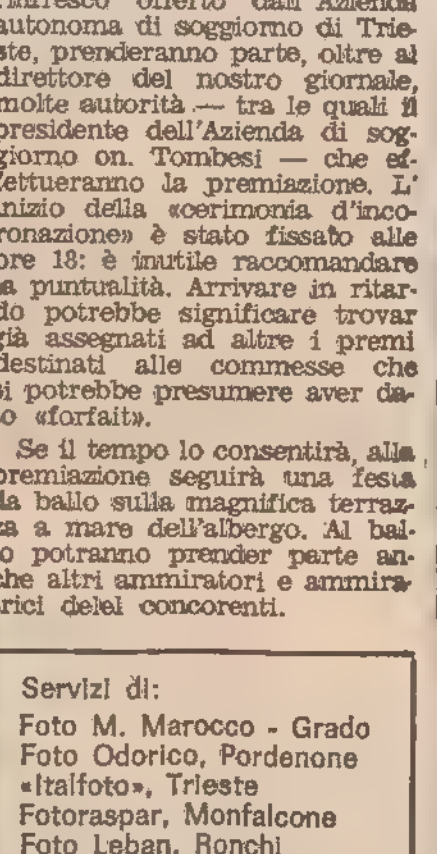 rinfresco offerto dall'Azienda
autonoma di soggiorno di Trie-
ste, prenderanno parte, oltre al
direttore del nostro giornale,
molte autorità — tra le quali il
presidente dell'Azienda di sog-
giorno on. Tombesi — che ef-
fettueranno la premiazione. L'
inizio della «cerimonia d'inco-
ronazione» è stato fissato alle
ore 18: è inutile raccomandare
a puntualità. Arrivare in ritar-
do potrebbe significare trovar
già assegnati ad altre i premi
destinati alle commesse che
si potrebbe presumere aver da-
o «forfait».
Se il tempo lo consentirà, alla
premiazione seguirà una festa
da ballo sulla magnifica terraz-
za a mare dell'albergo. Al bal-
o potranno prender parte an-
che altri ammiratori e ammira-
rici delel concorenti.
Servizi di:
Foto M. Marocco - Grado
Foto Odorico, Pordenone
«Italfoto», Trieste
Fotoraspar, Monfalcone
Foto Leban, Ronchi